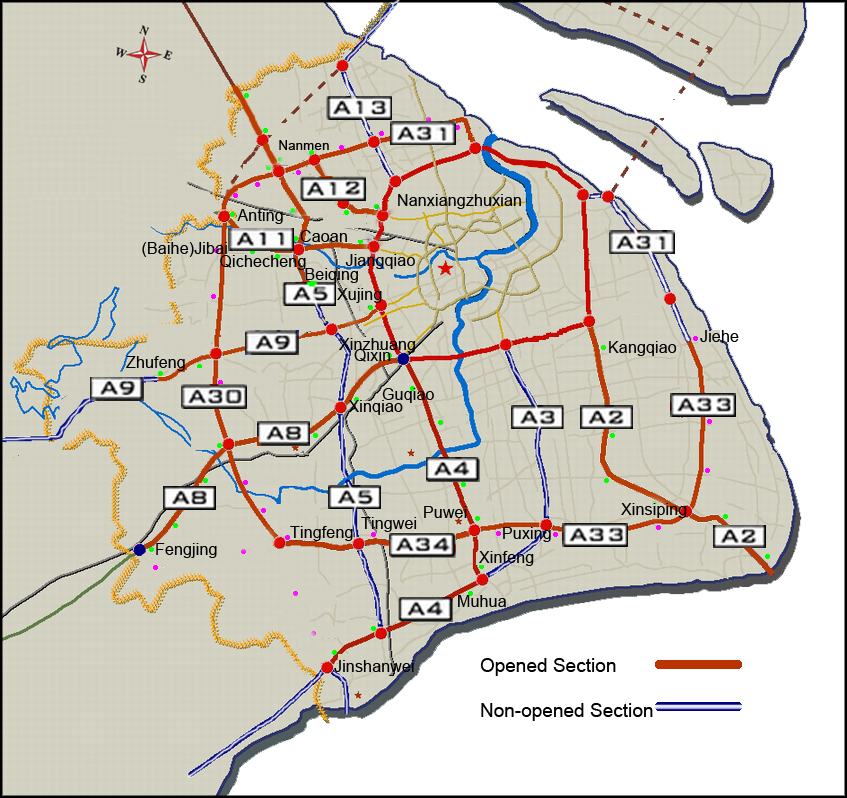 N
W E
S
A13
A31
Nanmen
A12
Nanxiangzhuxian
Anting
A11
Caoan
A31
(Baihe)Jibai
Qichecheng
Jiangqiao
Beiqing
A5
Xujing
Jiehe
A9
Xinzhuang
Kangqiao
Qixin
Zhufeng
A9
A30
Guqiao
Xinqiao
A33
A3
A2
A8
A4
A8
A5
Xinsiping
Puwei
Tingwei
Tingfeng
Puxing
A33
A2
A34
Fengjing
Xinfeng
Muhua
A4
Jinshanwei
Opened Section
Non-opened Section